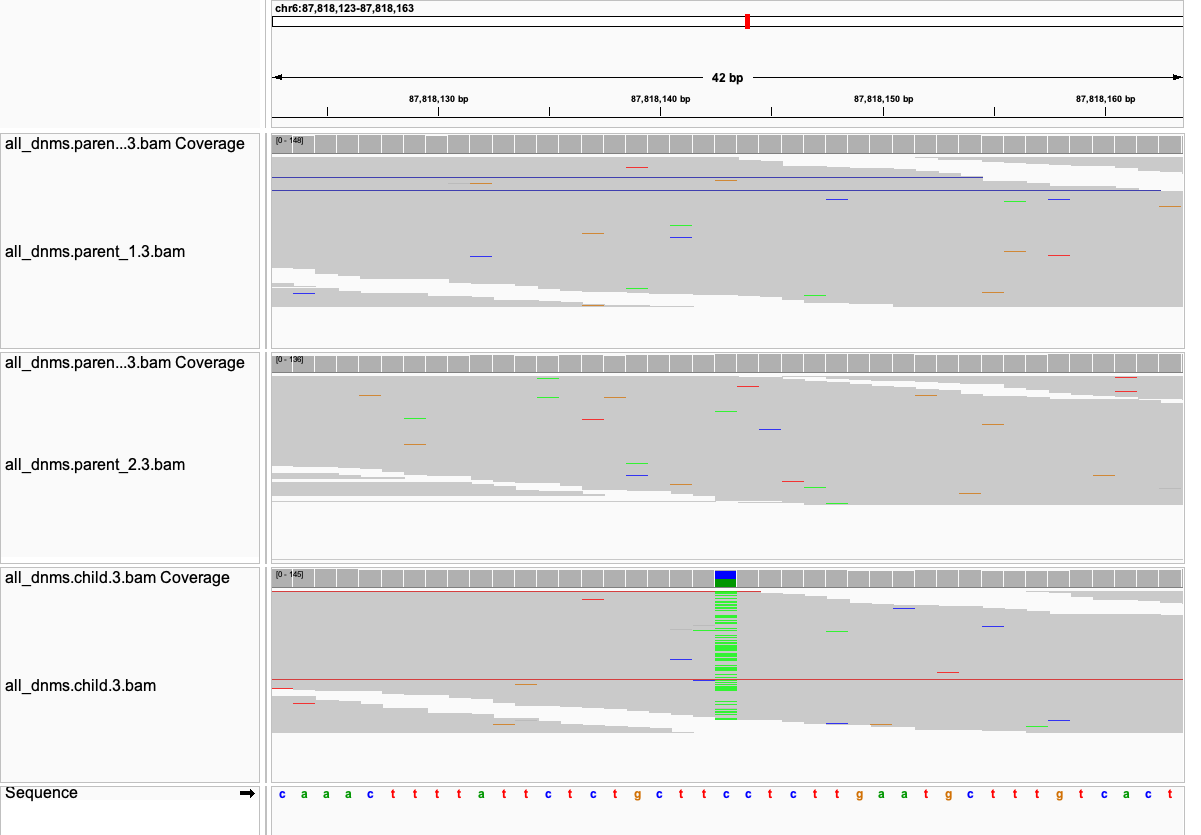 chr6:87,818,123-87,818,163
42 bp
87,818,130 bp 87,818,140 bp 87,818,150 bp 87,818,160 bp
all_dnms.paren...3.bam Coverage
[0 - 148]
all_dnms.parent_1.3.bam
all_dnms.paren...3.bam Coverage
[0 - 136]
all_dnms.parent_2.3.bam
all_dnms.child.3.bam Coverage
[0 - 145]
all_dnms.child.3.bam
Sequence c a a a c t t t t a t t c t c t g c t t c c t c t t g a a t g c t t t g t c a c t